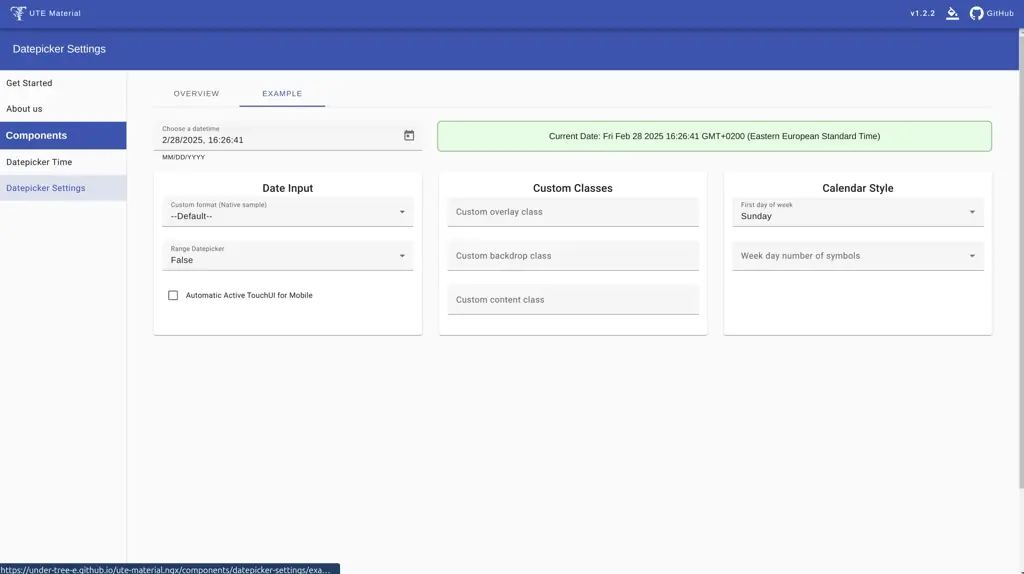 UTE Material
v1.2.2
GitHub
Datepicker Settings
Get Started
About us
Components
Datepicker Time
Datepicker Settings
OVERVIEW
EXAMPLE
Choose a datetime
2/28/2025, 16:26:41
MM/DD/YYYY
Current Date: Fri Feb 28 2025 16:26:41 GMT+0200 (Eastern European Standard Time)
Date Input
Custom format (Native sample)
--Default--
Range Datepicker
False
Automatic Active TouchUI for Mobile
Custom Classes
Custom overlay class
Custom backdrop class
Custom content class
Calendar Style
First day of week
Sunday
Week day number of symbols
https://under-tree-e.github.io/ute-material.ngx/components/datepicker-settings/exa...